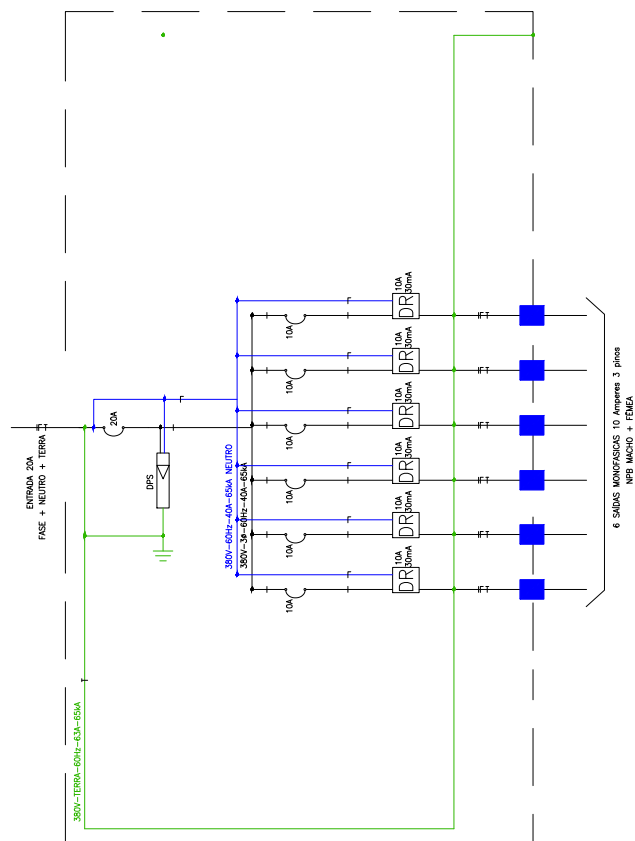 ENTRADA 20A
FASE + NEUTRO + TERRA
20A
DPS
380V-TERRA-60Hz-63A-65kA
380V-60Hz-40A-65kA NEUTRO
380V-3ø-60Hz-40A-65kA
10A
10A
30mA
DR
10A
10A
30mA
DR
10A
10A
30mA
DR
10A
10A
30mA
DR
10A
10A
30mA
DR
10A
10A
30mA
DR
6 SAÍDAS MONOFASICAS 10 Amperes 3 pinos
NPB MACHO + FÊMEA